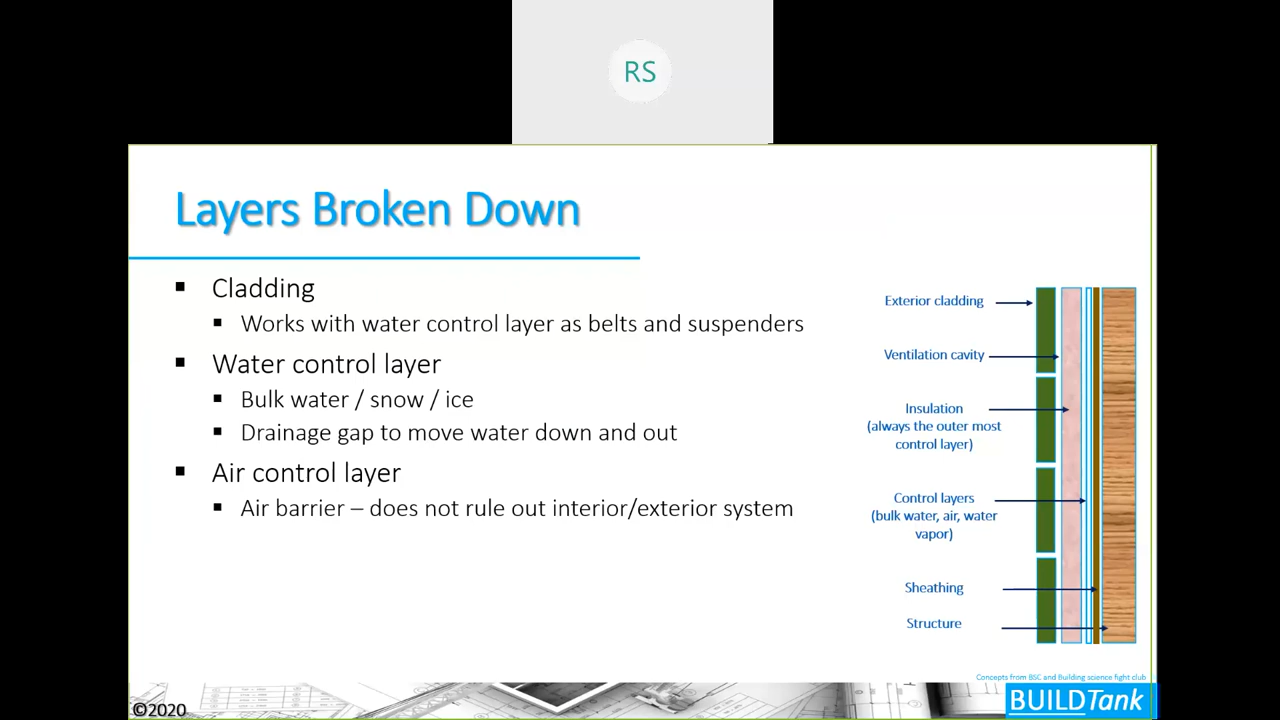 RS
Layers Broken Down
Cladding
Works with water control layer as belts and suspenders
Water control layer
Bulk water / snow / ice
Drainage gap to move water down and out
Air control layer
Air barrier – does not rule out interior/exterior system
Exterior cladding
Ventilation cavity
Insulation
(always the outer most
control layer)
Control layers
(bulk water, air, water
vapor)
Sheathing
Structure
Concepts from BSC and Building science fight club
©2020
BUILDTank